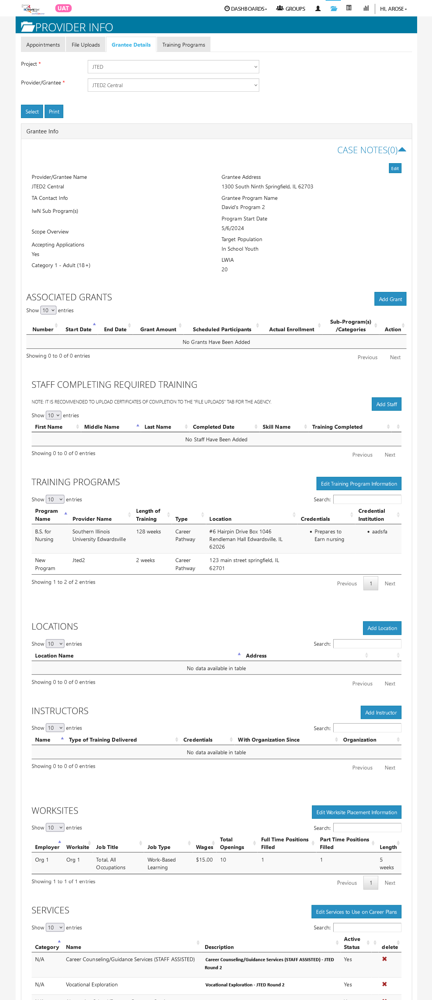 Powered by
workNet
UAT
DASHBOARDS
GROUPS
HI, AROSE
PROVIDER INFO
Appointments
File Uploads
Grantee Details
Training Programs
Project *
JTED
Provider/Grantee *
JTED2 Central
Select
Print
Grantee Info
CASE NOTES(0)
Edit
Provider/Grantee Name
JTED2 Central
TA Contact Info
IwN Sub Program(s)
Scope Overview
Accepting Applications
Yes
Category 1 - Adult (18+)
Grantee Address
1300 South Ninth Springfield, IL 62703
Grantee Program Name
David's Program 2
Program Start Date
5/6/2024
Target Population
In School Youth
LWIA
20
ASSOCIATED GRANTS
Add Grant
Show 10 entries
Number Start Date End Date Grant Amount Scheduled Participants Actual Enrollment Sub-Program(s) /Categories Action
No Grants Have Been Added
Showing 0 to 0 of 0 entries
Previous Next
STAFF COMPLETING REQUIRED TRAINING
NOTE: IT IS RECOMMENDED TO UPLOAD CERTIFICATES OF COMPLETION TO THE "FILE UPLOADS" TAB FOR THE AGENCY.
Add Staff
Show 10 entries
First Name Middle Name Last Name Completed Date Skill Name Training Completed
No Staff Have Been Added
Showing 0 to 0 of 0 entries
Previous Next
TRAINING PROGRAMS
Edit Training Program Information
Show 10 entries
Search:
Program Name Provider Name Length of Training Type Location Credentials Credential Institution
B.S. for Nursing Southern Illinois University Edwardsville 128 weeks Career Pathway #6 Hairpin Drive Box 1046 Rendleman Hall Edwardsville, IL 62026 • Prepares to Earn nursing • aadsfa
New Program Jted2 2 weeks Career Pathway 123 main street springfield, IL 62701
Showing 1 to 2 of 2 entries
Previous 1 Next
LOCATIONS
Add Location
Show 10 entries
Search:
Location Name Address
No data available in table
Showing 0 to 0 of 0 entries
Previous Next
INSTRUCTORS
Add Instructor
Show 10 entries
Search:
Name Type of Training Delivered Credentials With Organization Since Organization
No data available in table
Showing 0 to 0 of 0 entries
Previous Next
WORKSITES
Edit Worksite Placement Information
Show 10 entries
Search:
Employer Worksite Job Title Job Type Wages Total Openings Full Time Positions Filled Part Time Positions Filled Length
Org 1 Org 1 Total, All Occupations Work-Based Learning $15.00 10 1 1 5 weeks
Showing 1 to 1 of 1 entries
Previous 1 Next
SERVICES
Edit Services to Use on Career Plans
Show 10 entries
Search:
Category Name Description Active Status delete
N/A Career Counseling/Guidance Services (STAFF ASSISTED) Career Counseling/Guidance Services (STAFF ASSISTED) - JTED Round 2 Yes
N/A Vocational Exploration Vocational Exploration - JTED Round 2 Yes